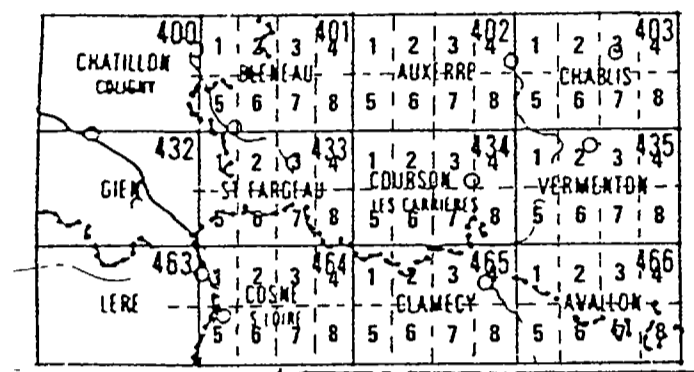 400 401 402 403
1 2 3 4 1 2 3 4 1 2 3 4
CHATILLON BLENEAU AUXERRE CHABLIS
COLIGNY
5 6 7 8 5 6 7 8 5 6 7 8
432 433 434 435
1 2 3 4 1 2 3 4 1 2 3 4
GIEN ST FARGEAU COURSON VERMENTON
LES CARRIERES
5 6 7 8 5 6 7 8 5 6 7 8
463 464 465 466
1 2 3 4 1 2 3 4 1 2 3 4
LERE COSNE CLAMECY AVALLON
S LOIRE
5 6 7 8 5 6 7 8 5 6 7 8